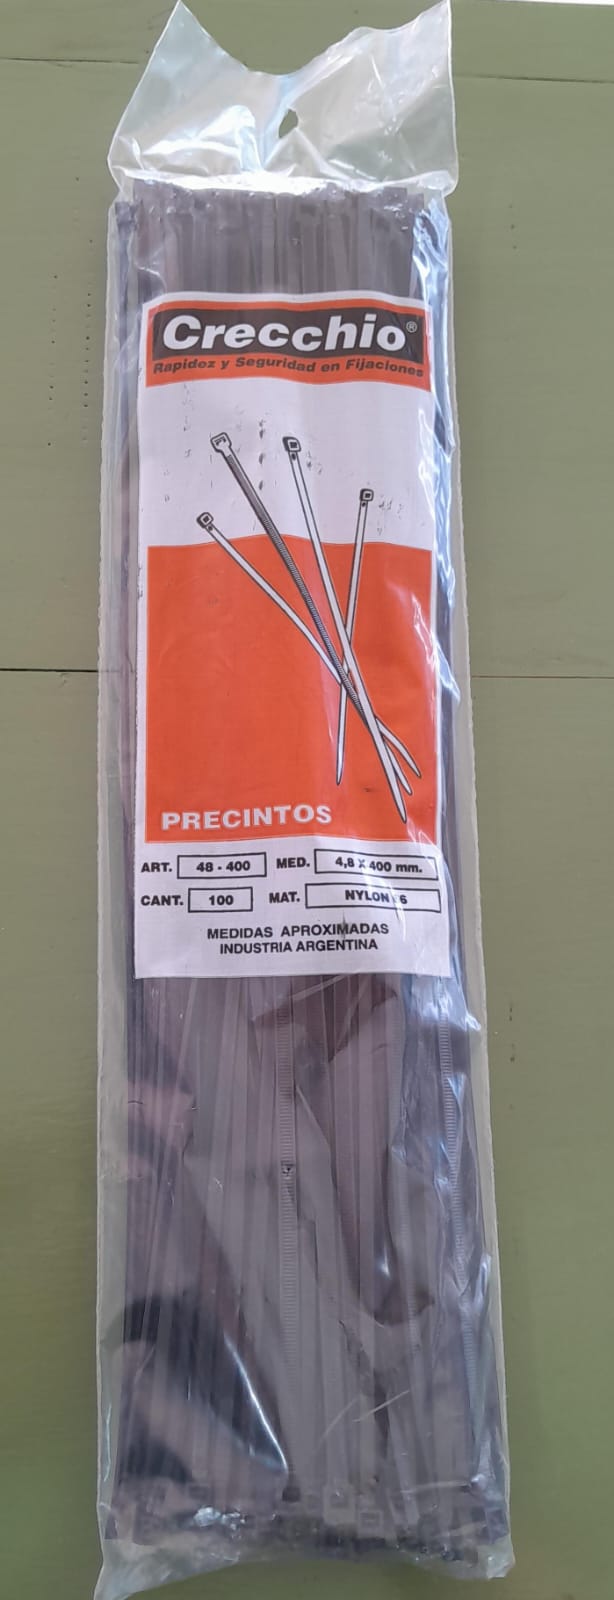 Crecchio®
Rapidez y Seguridad en Fijaciones
PRECINTOS
ART. 48 - 400 MED. 4,8 X 400 mm.
CANT. 100 MAT. NYLON 6
MEDIDAS APROXIMADAS
INDUSTRIA ARGENTINA